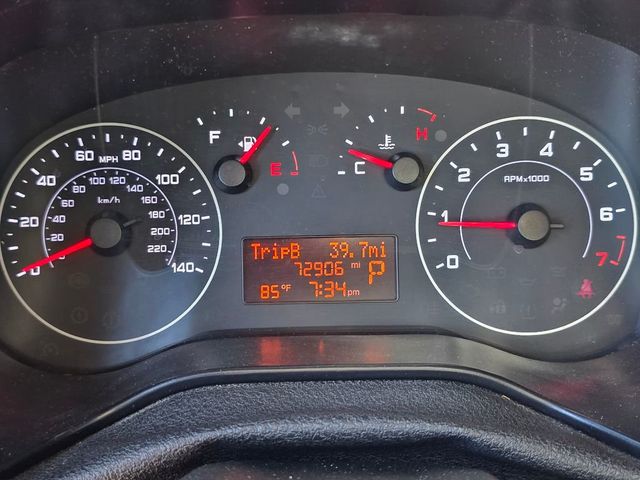 0 20 40 60 MPH 80 100 120 140
0 20 40 60 80 100 120 140 160 180 200 220
km/h
F E
C H
0 1 2 3 4 5 6 7
RPMx1000
TripB 39.7mi
72906 mi P
85°F 7:34pm